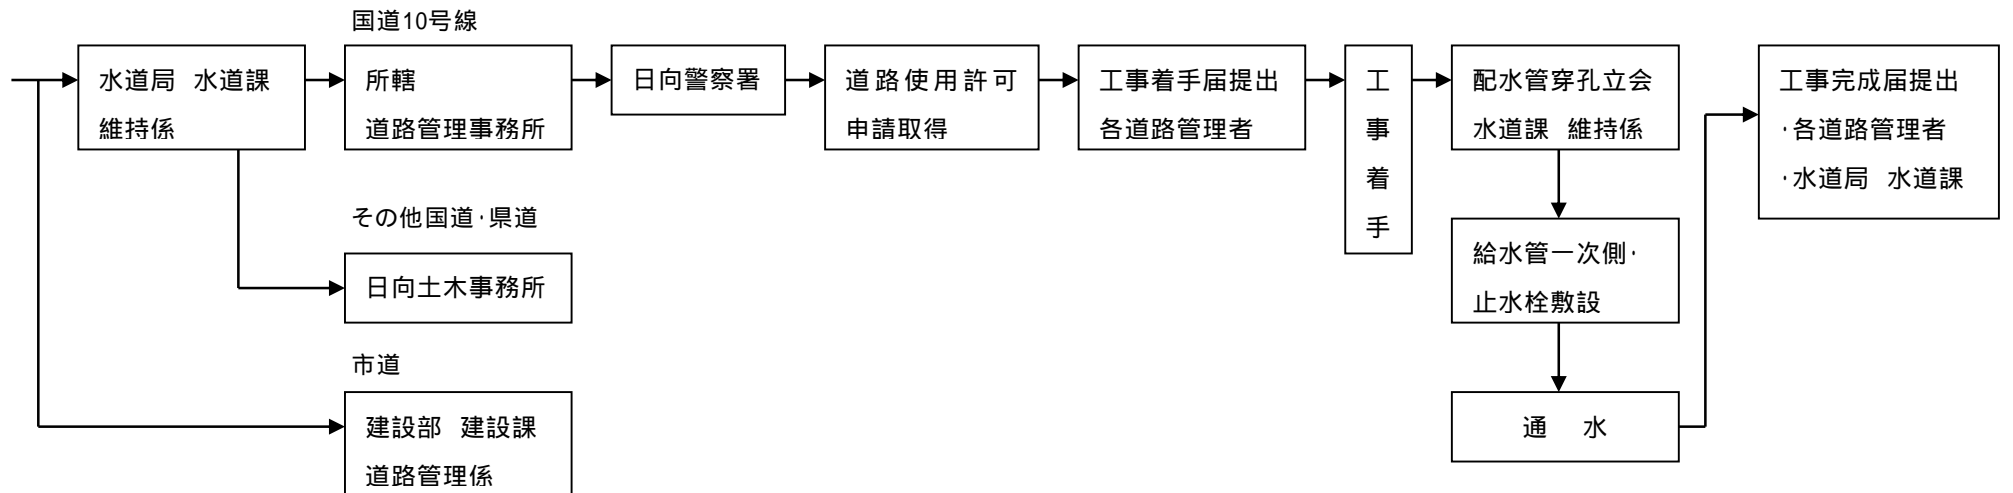 国道10号線
水道局 水道課
維持係
所轄
道路管理事務所
日向警察署
道路使用許可
申請取得
工事着手届提出
各道路管理者
工
事
着
手
配水管穿孔立会
水道課 維持係
工事完成届提出
・各道路管理者
・水道局 水道課
その他国道・県道
日向土木事務所
給水管一次側・
止水栓敷設
市道
建設部 建設課
道路管理係
通 水